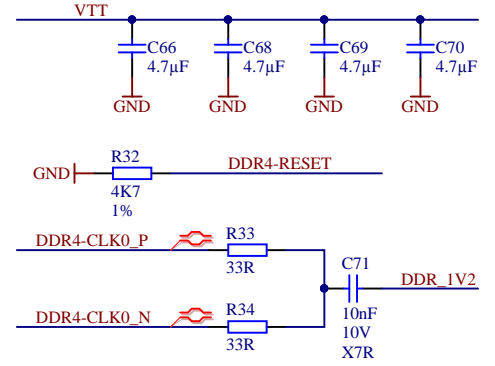 VTT
C66
4.7µF
GND
C68
4.7µF
GND
C69
4.7µF
GND
C70
4.7µF
GND
R32
GND
DDR4-RESET
4K7
1%
R33
DDR4-CLK0_P
33R
C71
DDR_1V2
10nF
10V
X7R
R34
DDR4-CLK0_N
33R